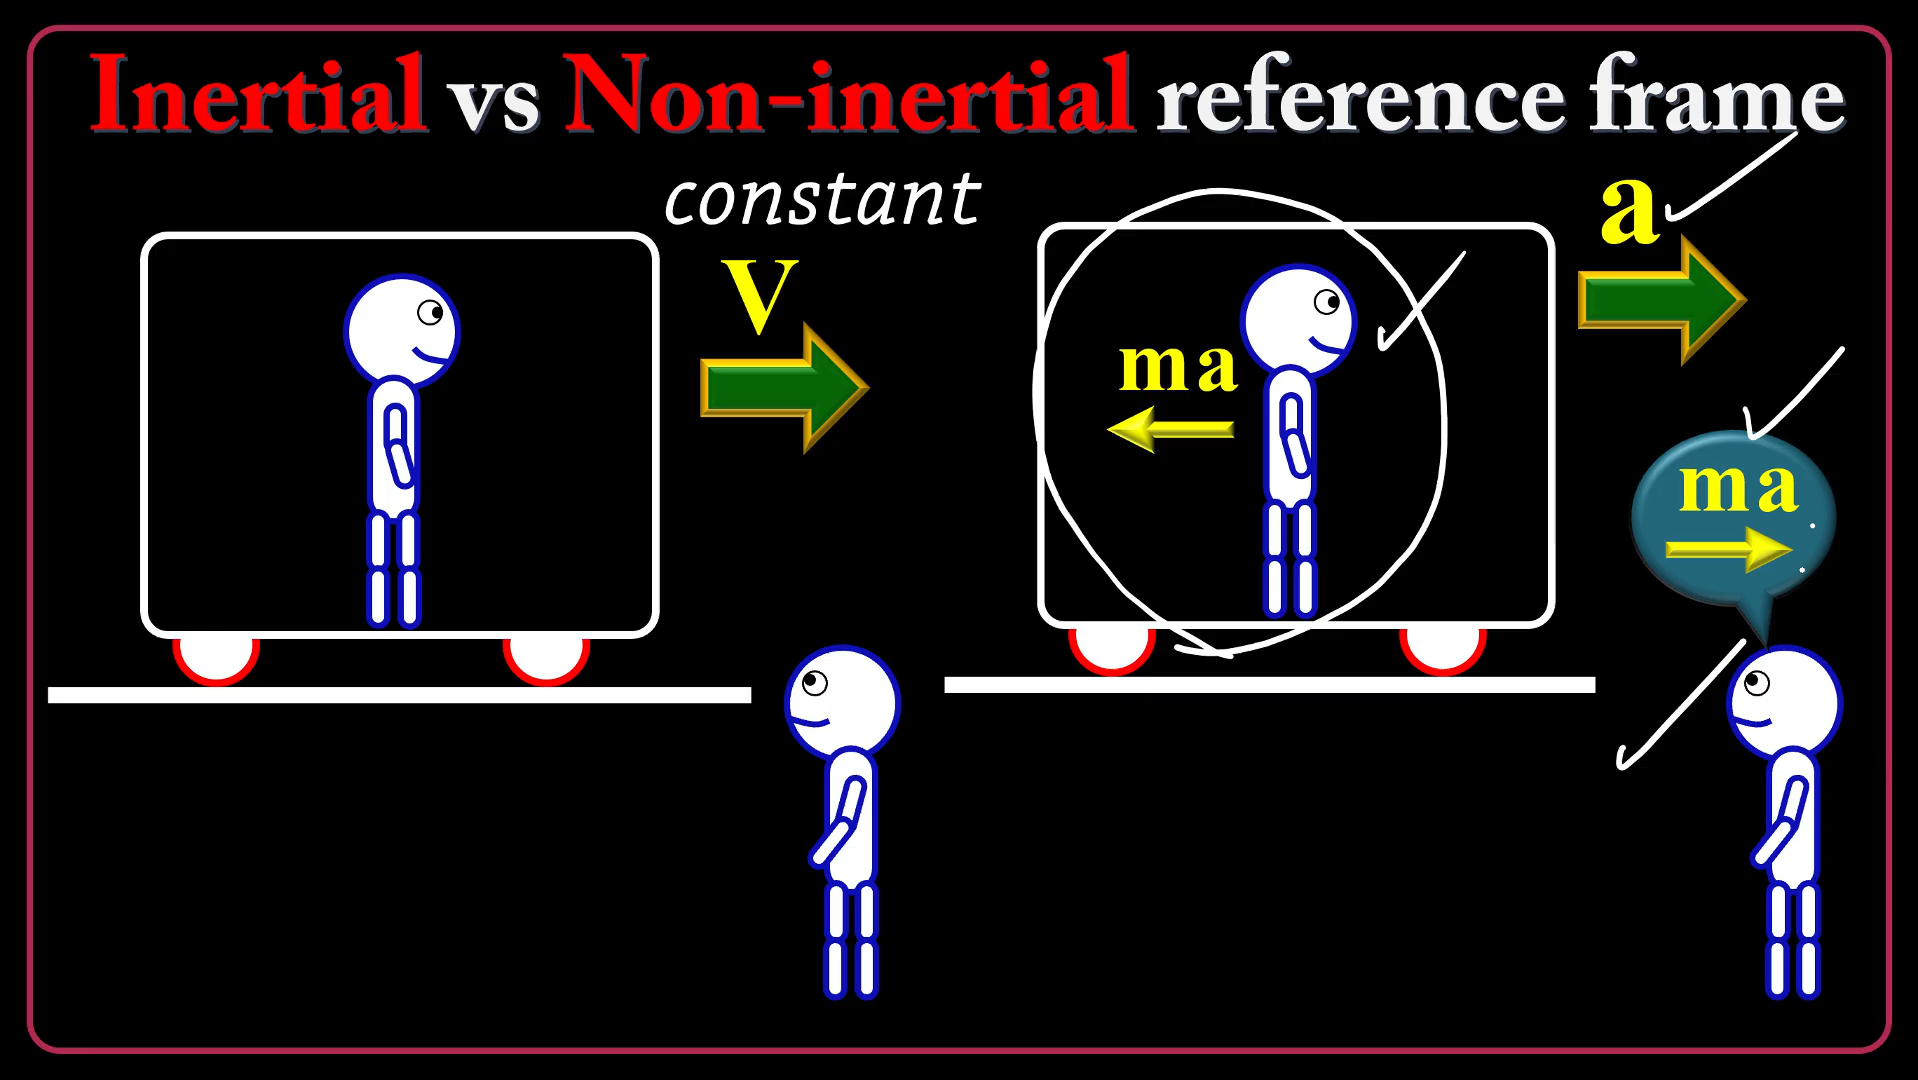 Inertial vs Non-inertial reference frame
constant
V
ma
a
ma